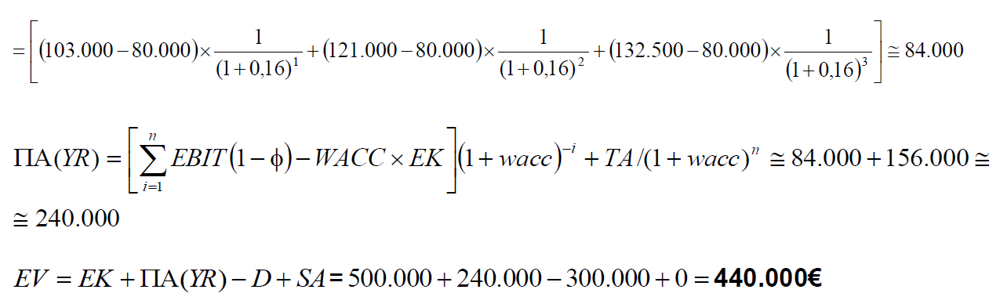 = [(103.000 − 80.000) × 1/(1 + 0,16)^1 + (121.000 − 80.000) × 1/(1 + 0,16)^2 + (132.500 − 80.000) × 1/(1 + 0,16)^3] ≅ 84.000
ΠΑ(YR) = [∑_{i=1}^{n} EBIT(1 − φ) − WACC × EK](1 + wacc)^{−i} + TA/(1 + wacc)^n ≅ 84.000 + 156.000 ≅
≅ 240.000
EV = EK + ΠΑ(YR) − D + SA = 500.000 + 240.000 − 300.000 + 0 = 440.000€